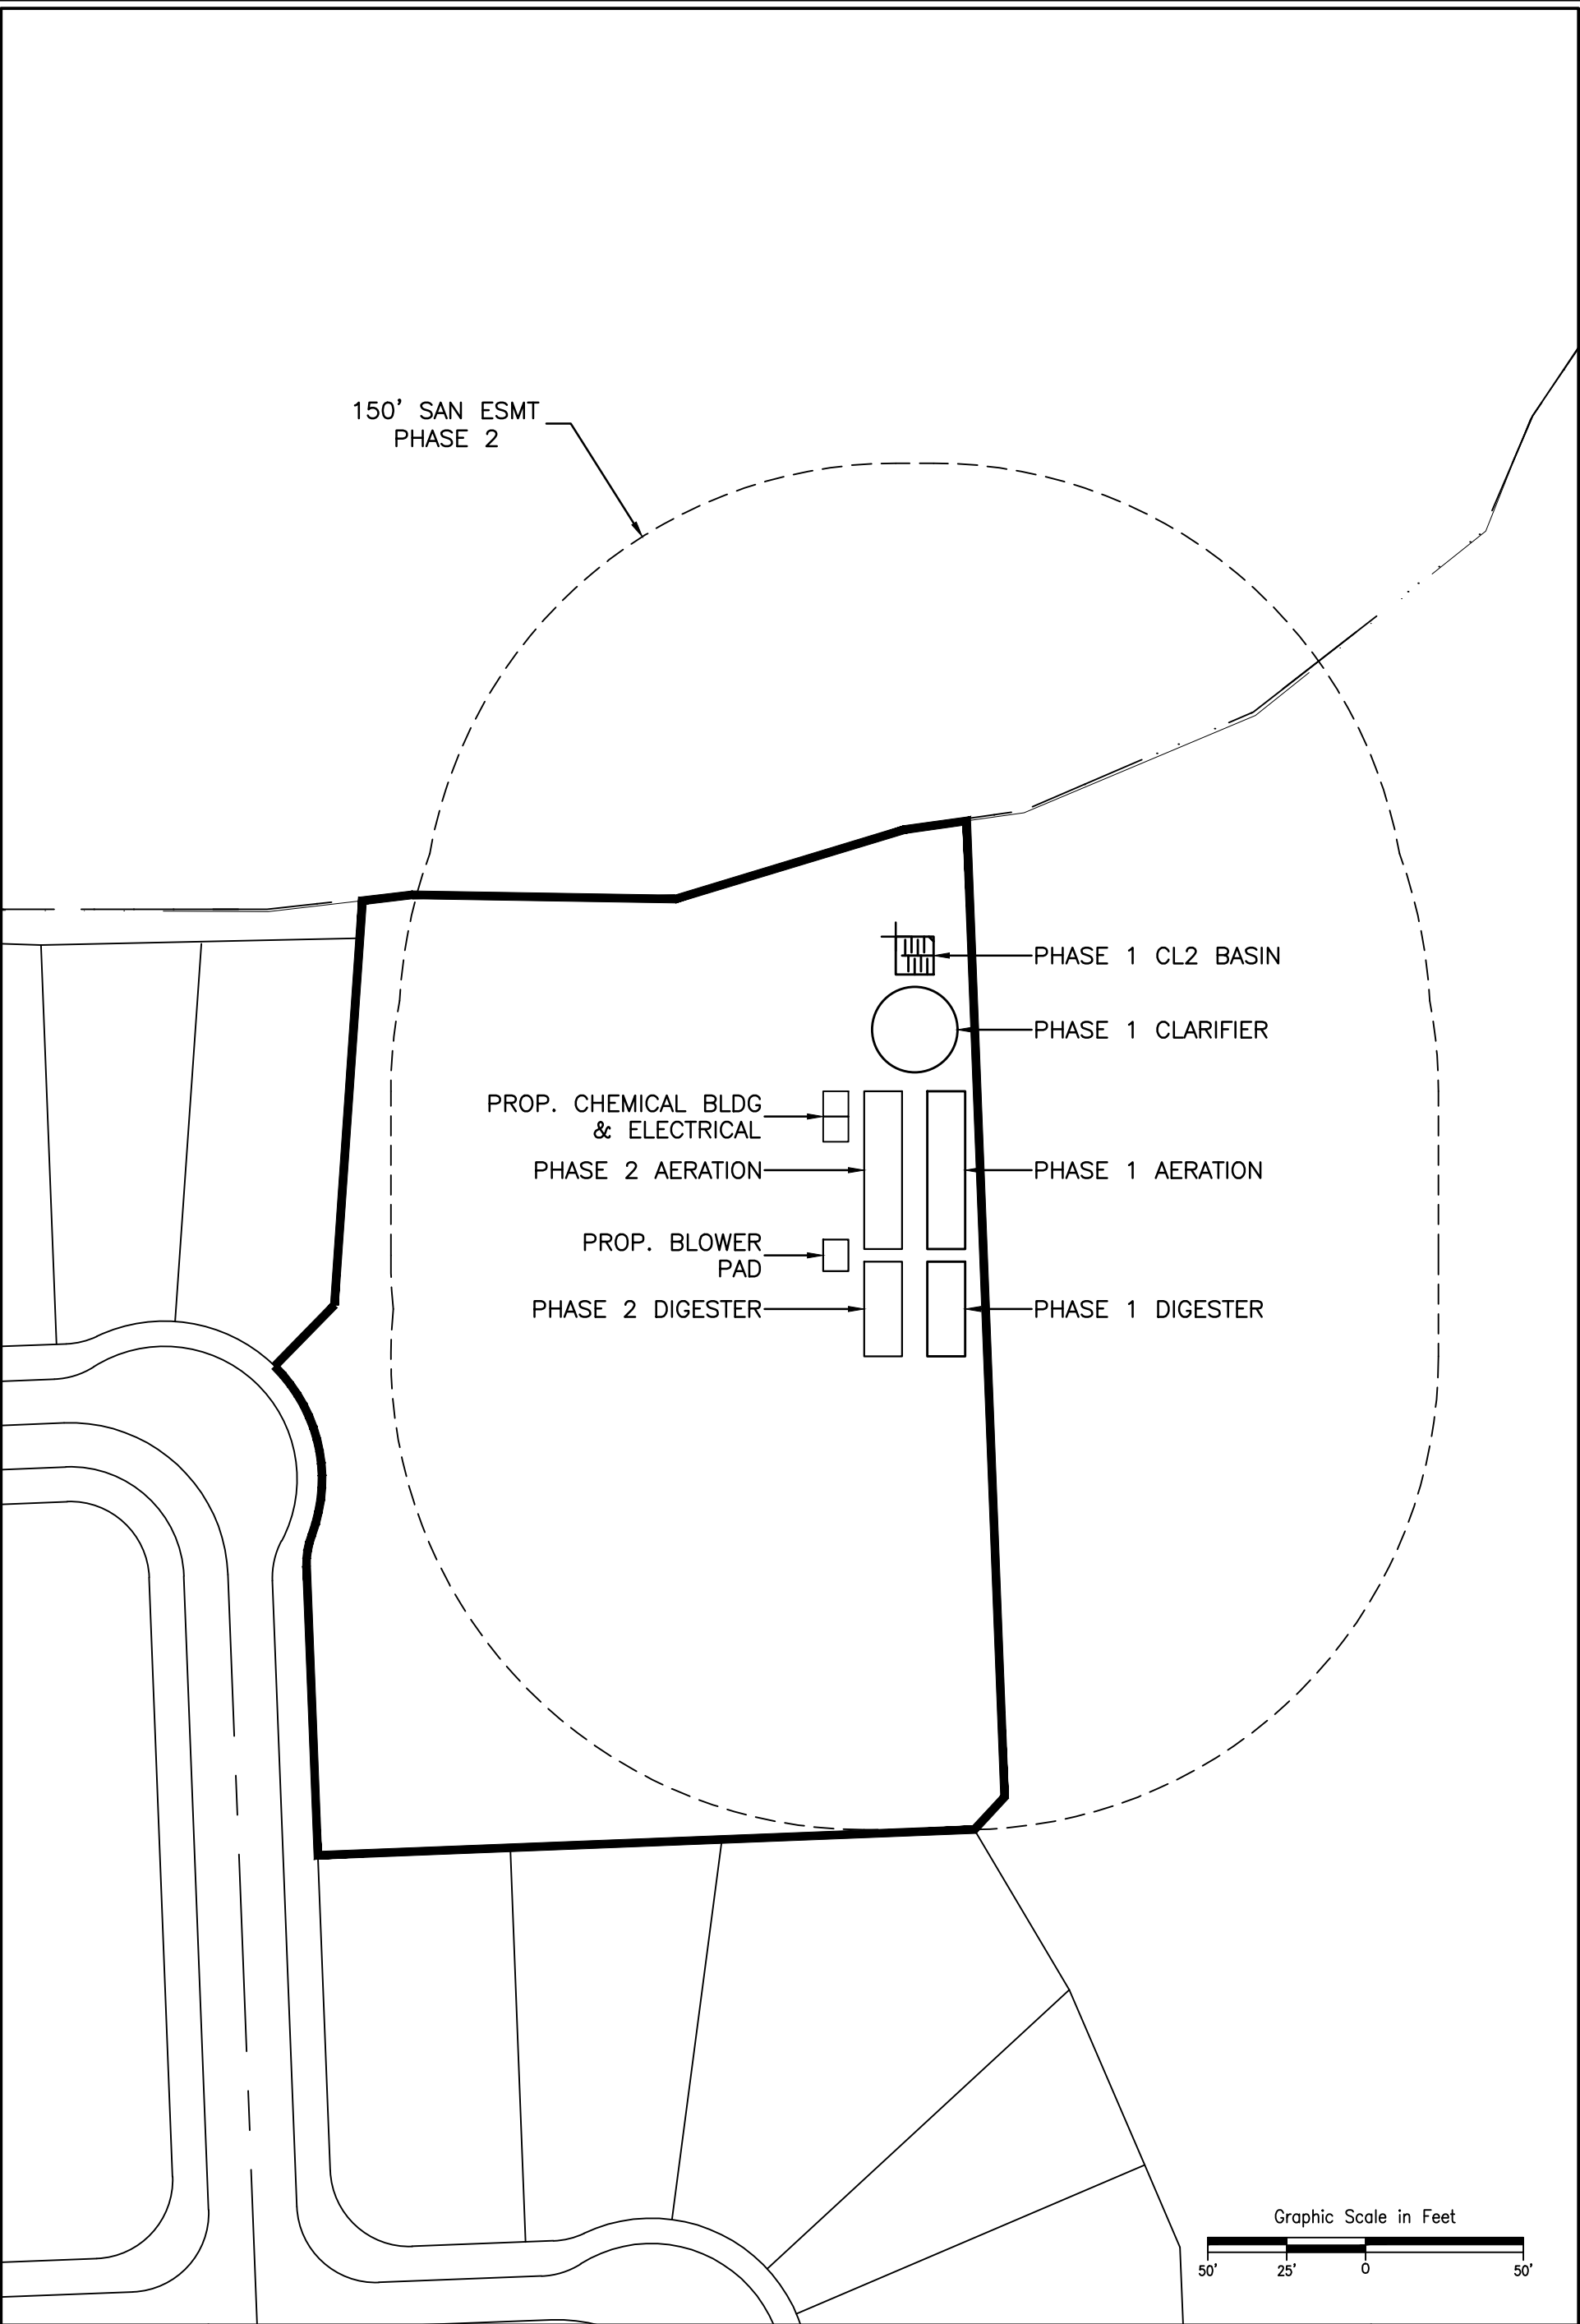 150' SAN ESMT
PHASE 2
PHASE 1 CL2 BASIN
PHASE 1 CLARIFIER
PROP. CHEMICAL BLDG
& ELECTRICAL
PHASE 2 AERATION
PHASE 1 AERATION
PROP. BLOWER
PAD
PHASE 2 DIGESTER
PHASE 1 DIGESTER
Graphic Scale in Feet
50' 25' 0 50'